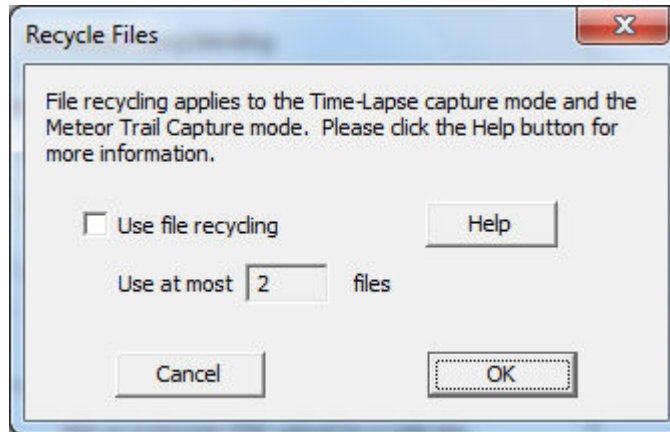 Recycle Files
File recycling applies to the Time-Lapse capture mode and the
Meteor Trail Capture mode. Please click the Help button for
more information.
Use file recycling
Help
Use at most 2 files
Cancel
OK